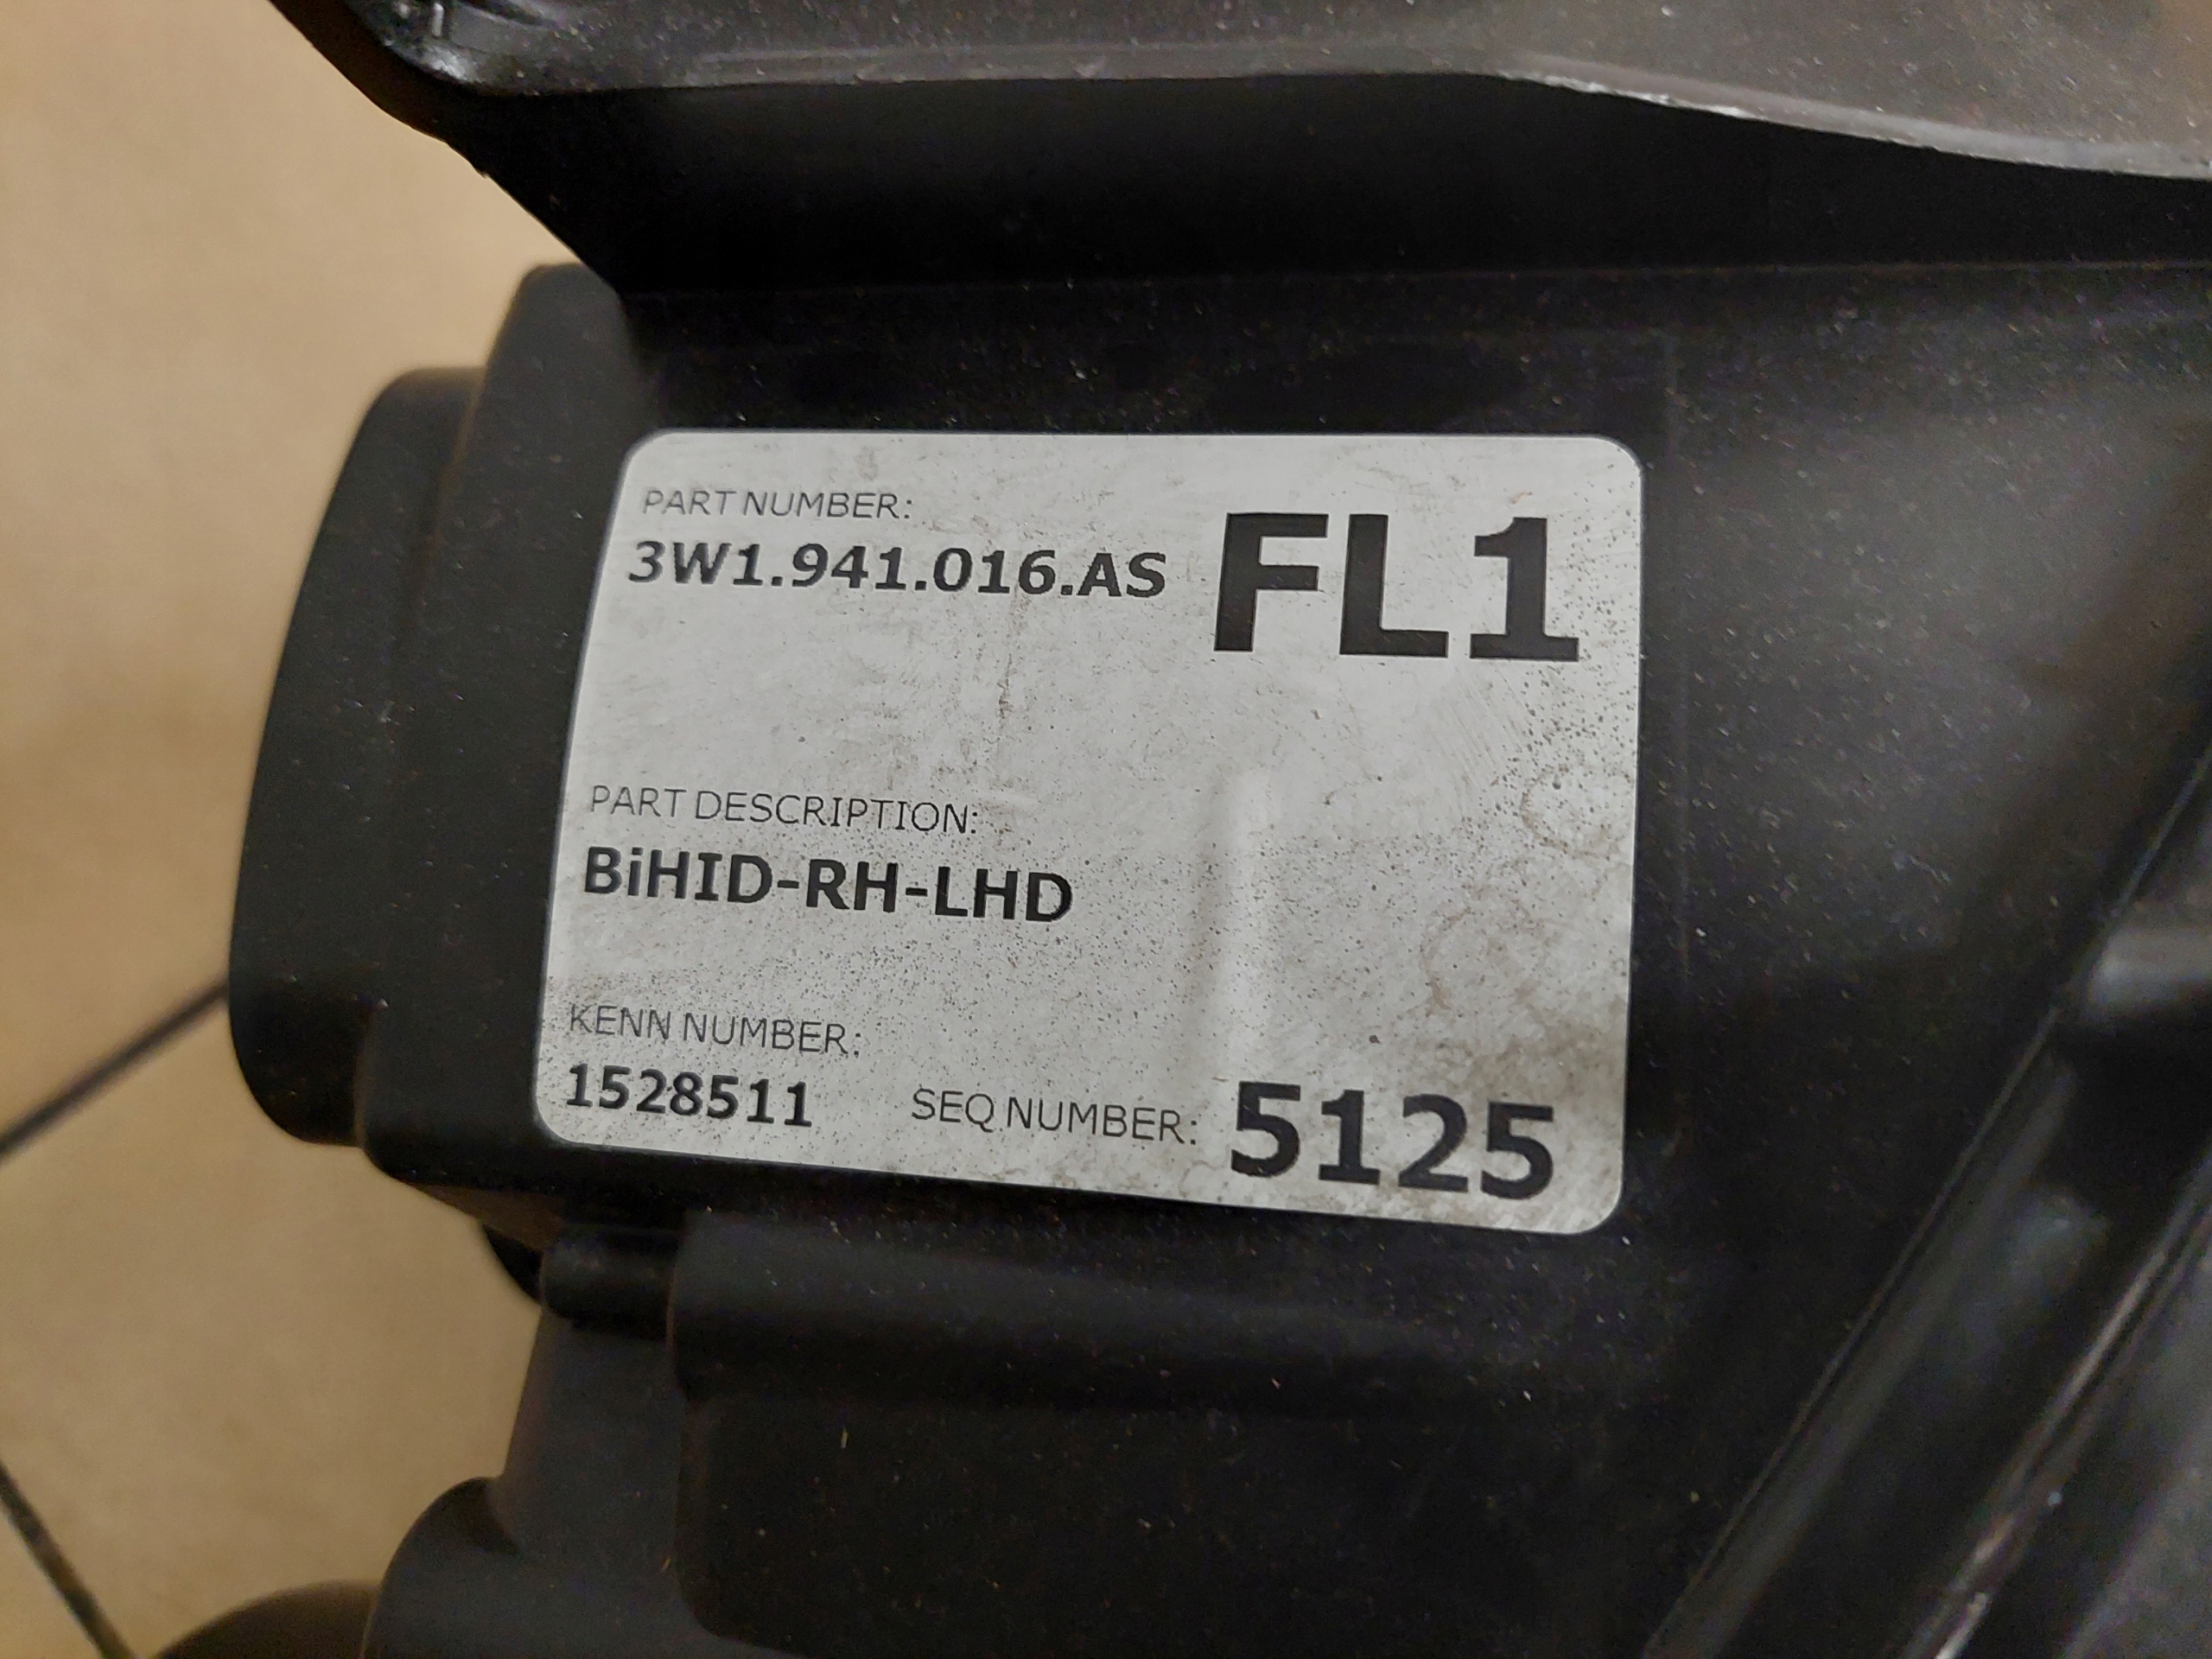 PART NUMBER:
3W1.941.016.AS
FL1
PART DESCRIPTION:
BiHID-RH-LHD
KENN NUMBER:
1528511
SEQ NUMBER: 5125